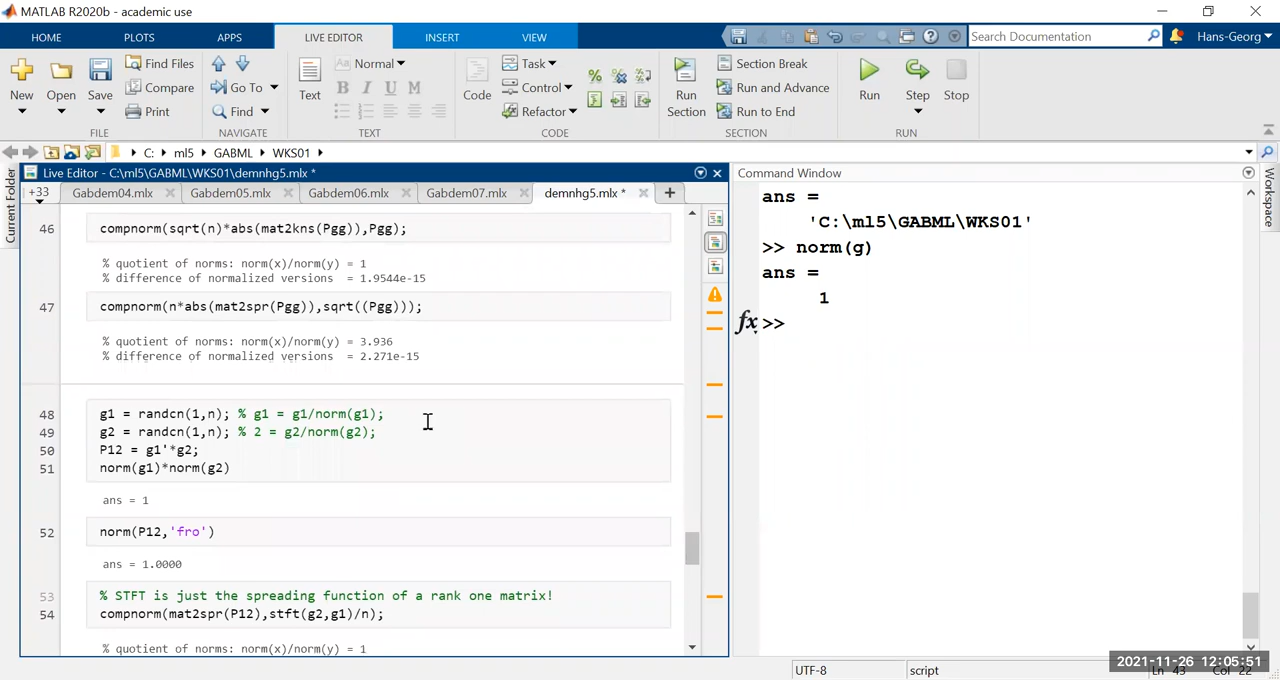 MATLAB R2020b - academic use
HOME PLOTS APPS LIVE EDITOR INSERT VIEW Search Documentation Hans-Georg
New Open Save Find Files Compare Print Go To Find Text Normal B I U M Code Task Control Refactor Run Section Section Break Run and Advance Run to End Run Step Stop
FILE NAVIGATE TEXT CODE SECTION RUN
C: ml5 GABML WKS01
Current Folder
Live Editor - C:\ml5\GABML\WKS01\demnhg5.mlx *
+33 Gabdem04.mlx Gabdem05.mlx Gabdem06.mlx Gabdem07.mlx demnhg5.mlx *
46 compnorm(sqrt(n)*abs(mat2kns(Pgg)),Pgg);
% quotient of norms: norm(x)/norm(y) = 1
% difference of normalized versions = 1.9544e-15
47 compnorm(n*abs(mat2spr(Pgg)),sqrt((Pgg)));
% quotient of norms: norm(x)/norm(y) = 3.936
% difference of normalized versions = 2.271e-15
48 g1 = randcn(1,n); % g1 = g1/norm(g1);
49 g2 = randcn(1,n); % 2 = g2/norm(g2);
50 P12 = g1'*g2;
51 norm(g1)*norm(g2)
ans = 1
52 norm(P12,'fro')
ans = 1.0000
53 % STFT is just the spreading function of a rank one matrix!
54 compnorm(mat2spr(P12),stft(g2,g1)/n);
% quotient of norms: norm(x)/norm(y) = 1
Command Window
ans =
'C:\ml5\GABML\WKS01'
>> norm(g)
ans =
1
fx >>
Workspace
UTF-8 script Ln 43 Col 22
2021-11-26 12:05:51